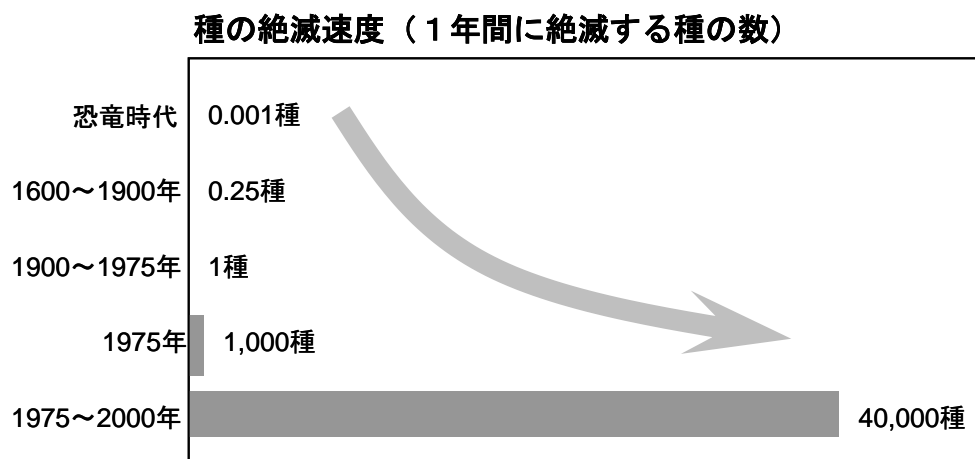 種の絶滅速度（１年間に絶滅する種の数）
恐竜時代 0.001種
1600～1900年 0.25種
1900～1975年 1種
1975年 1,000種
1975～2000年 40,000種